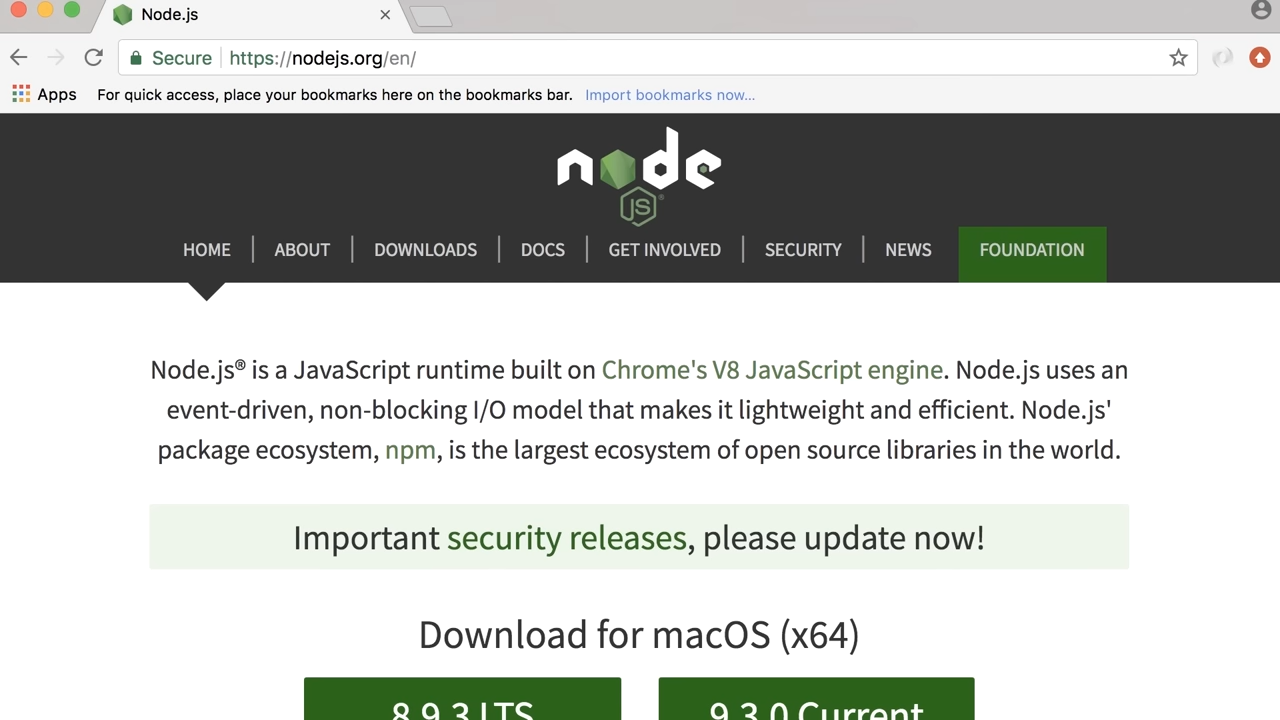 Node.js
Secure https://nodejs.org/en/
Apps For quick access, place your bookmarks here on the bookmarks bar. Import bookmarks now...
node
JS®
HOME ABOUT DOWNLOADS DOCS GET INVOLVED SECURITY NEWS FOUNDATION
Node.js® is a JavaScript runtime built on Chrome's V8 JavaScript engine. Node.js uses an
event-driven, non-blocking I/O model that makes it lightweight and efficient. Node.js'
package ecosystem, npm, is the largest ecosystem of open source libraries in the world.
Important security releases, please update now!
Download for macOS (x64)
8.9.3 LTS 9.3.0 Current